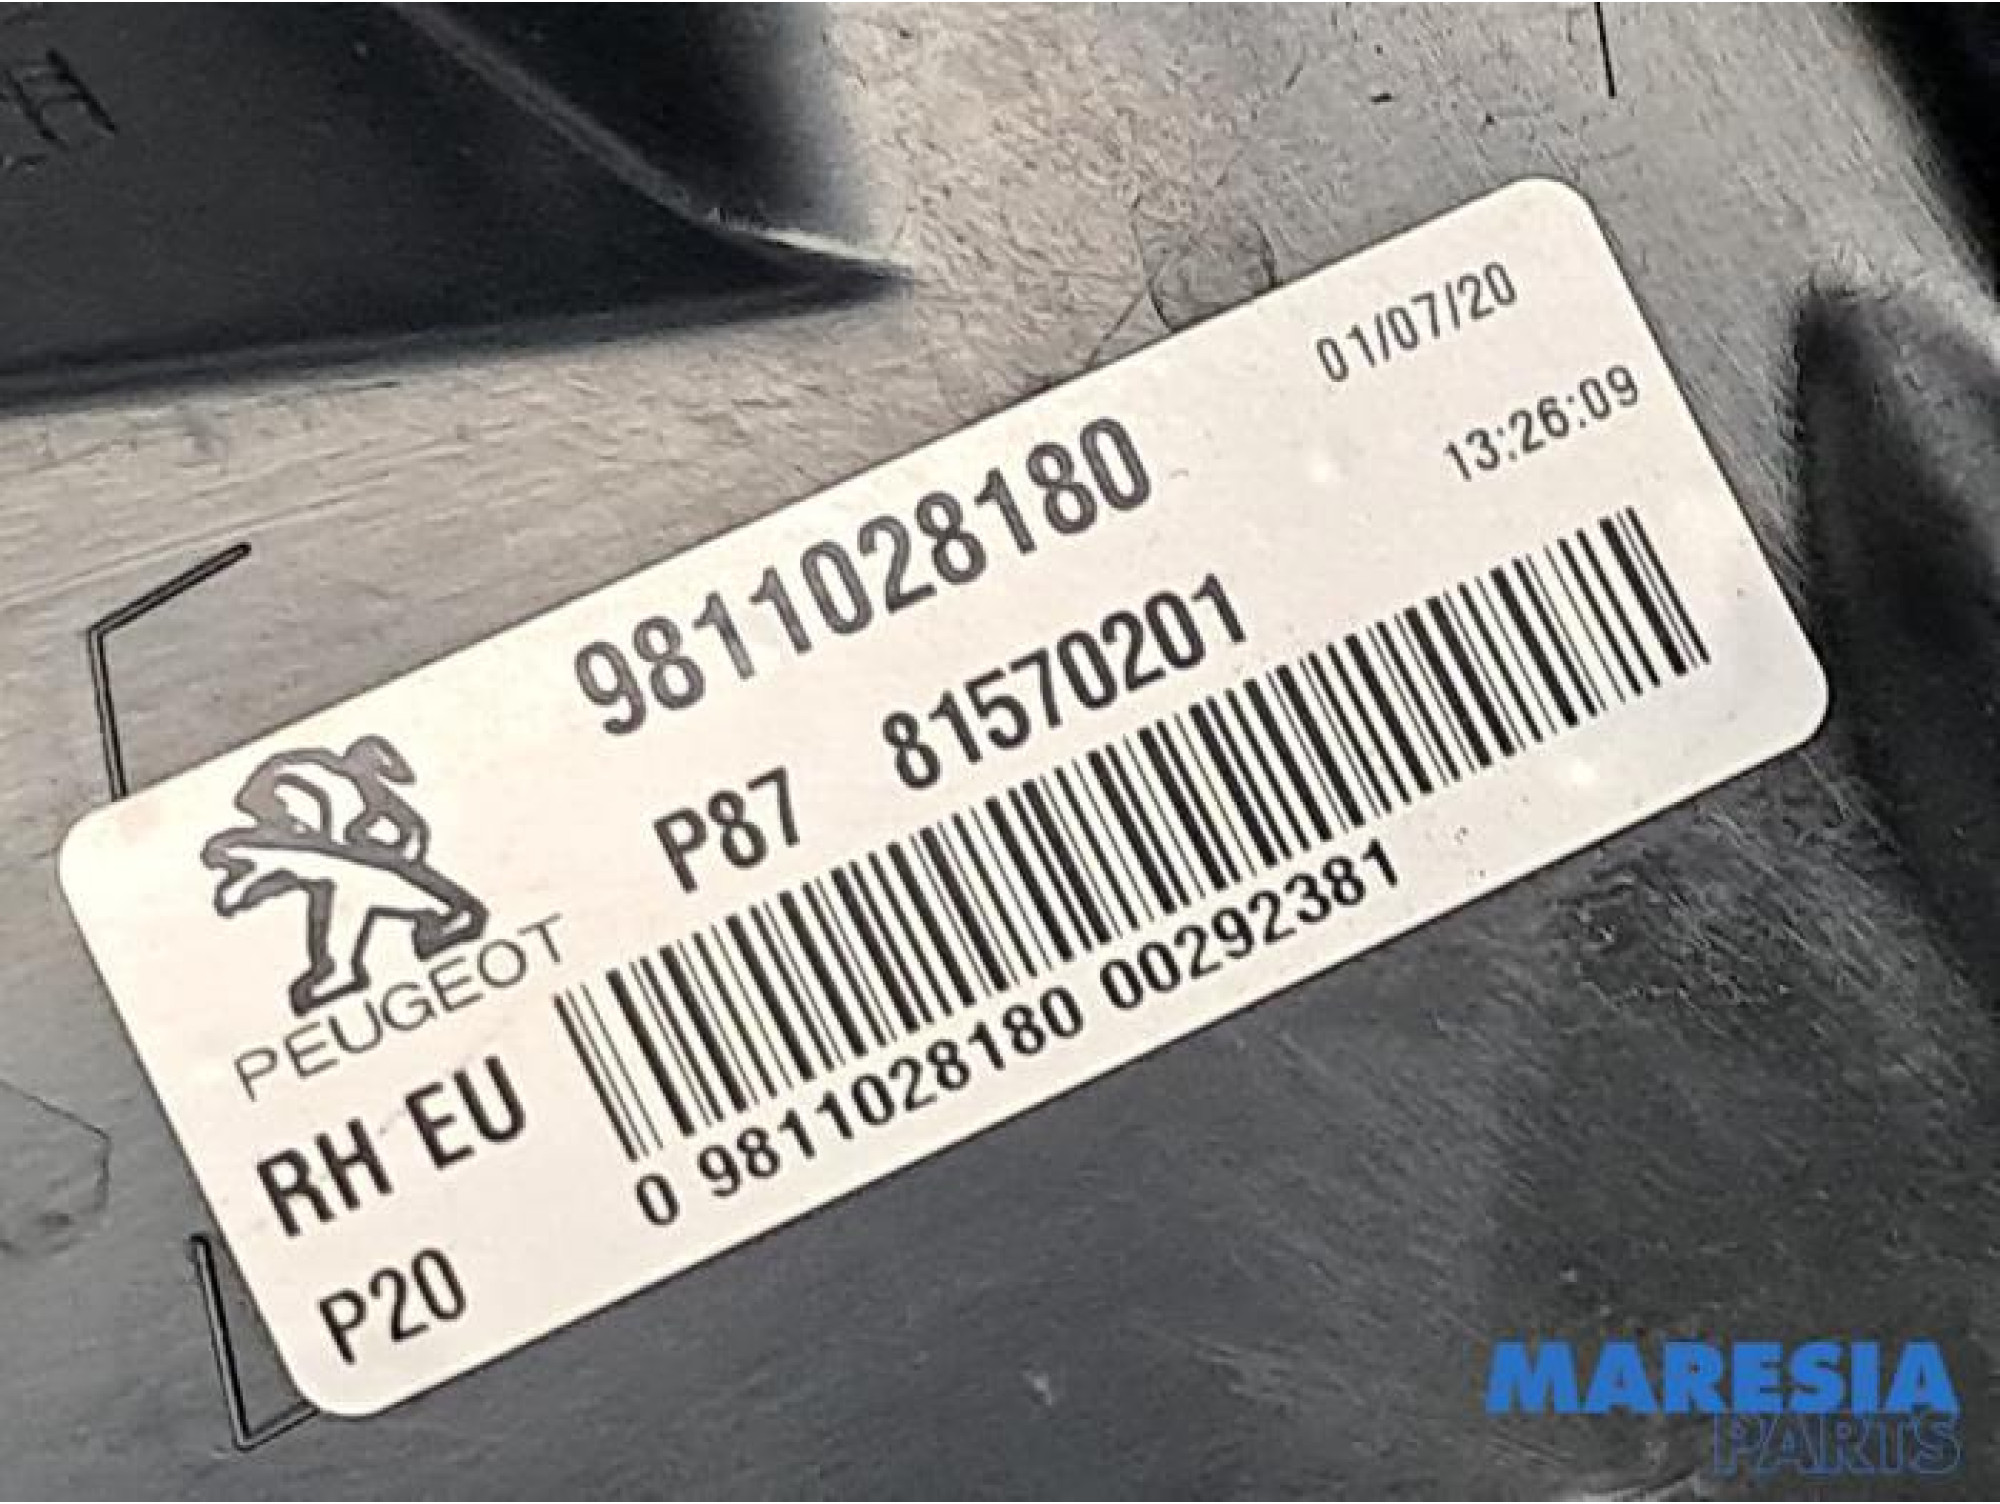 H
01/07/20
13:26:09
9811028180
P87 81570201
PEUGEOT
0 9811028180 00292381
RH EU
P20
MARESIA
PARTS